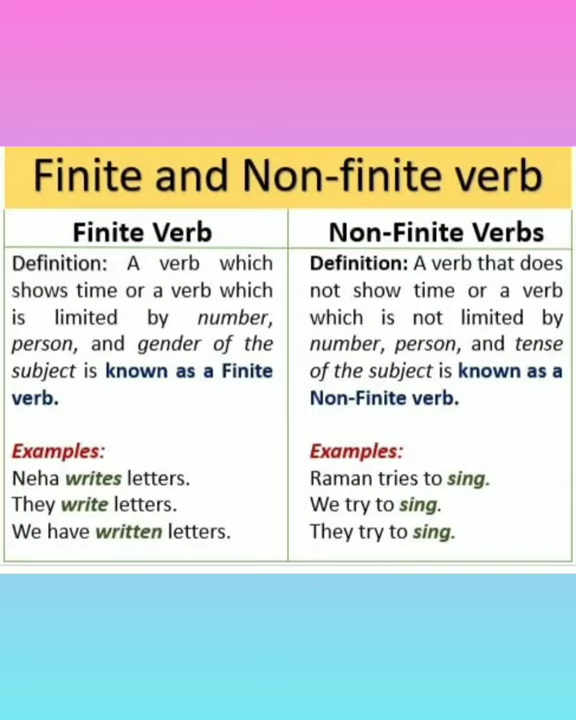 Finite and Non-finite verb
Finite Verb
Definition: A verb which
shows time or a verb which
is limited by number,
person, and gender of the
subject is known as a Finite
verb.
Examples:
Neha writes letters.
They write letters.
We have written letters.
Non-Finite Verbs
Definition: A verb that does
not show time or a verb
which is not limited by
number, person, and tense
of the subject is known as a
Non-Finite verb.
Examples:
Raman tries to sing.
We try to sing.
They try to sing.